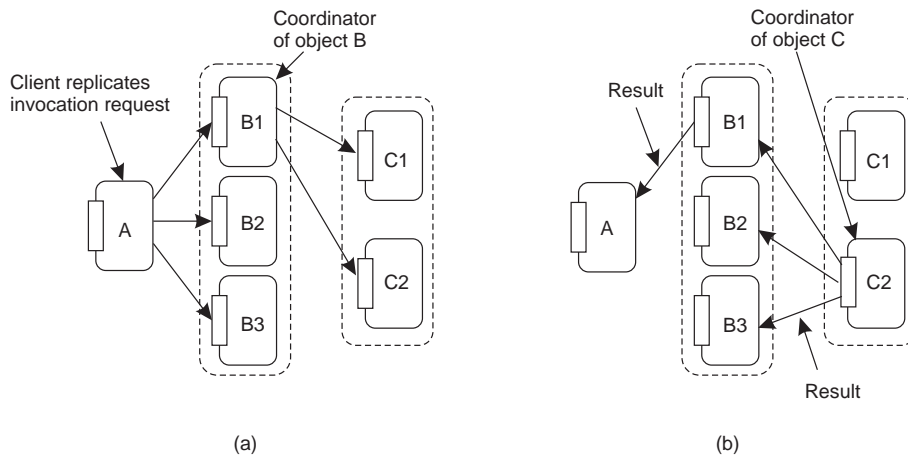 Coordinator
of object B
Client replicates
invocation request
B1
C1
A
B2
C2
B3
(a)
Coordinator
of object C
Result
B1
C1
B2
A
C2
B3
Result
(b)